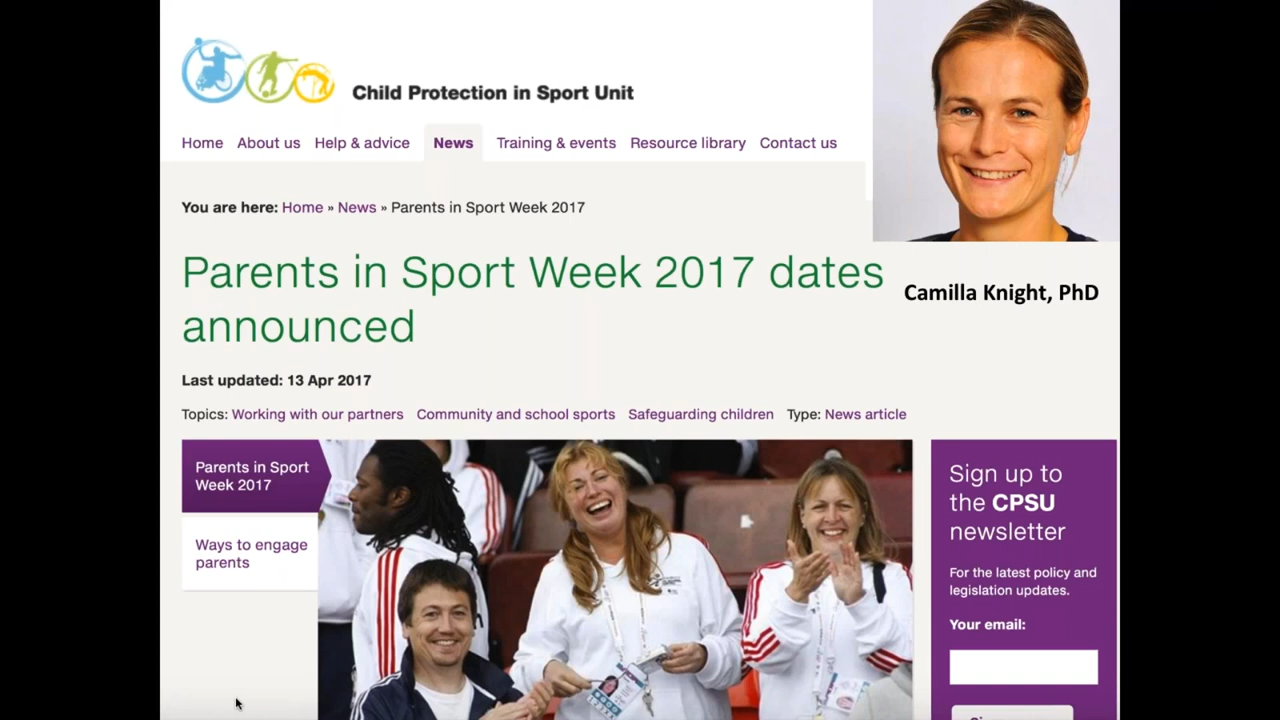 Child Protection in Sport Unit
Home About us Help & advice News Training & events Resource library Contact us
You are here: Home » News » Parents in Sport Week 2017
Parents in Sport Week 2017 dates
announced
Camilla Knight, PhD
Last updated: 13 Apr 2017
Topics: Working with our partners Community and school sports Safeguarding children Type: News article
Parents in Sport
Week 2017
Ways to engage
parents
Sign up to
the CPSU
newsletter
For the latest policy and
legislation updates.
Your email: